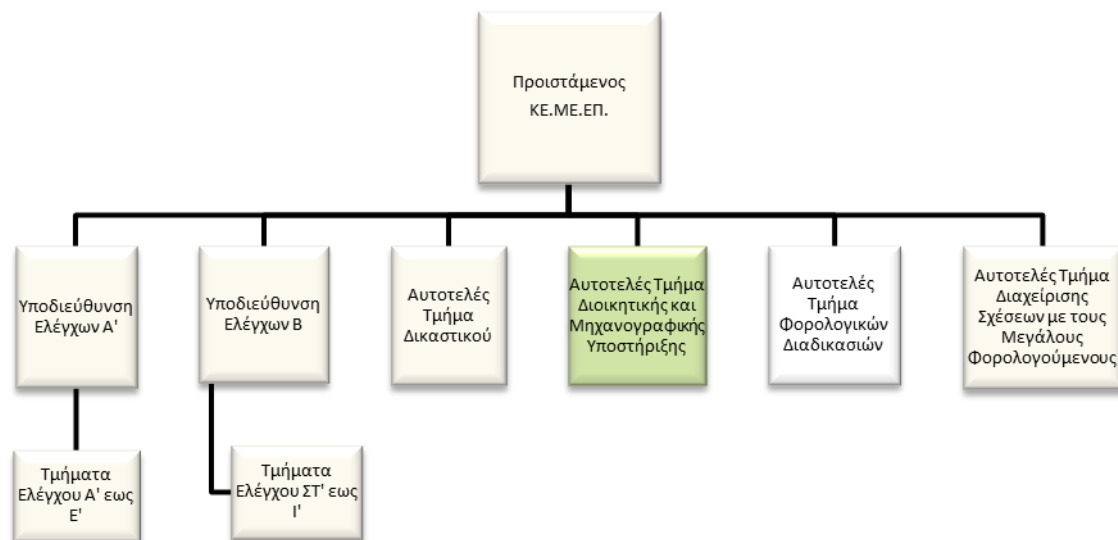 Προιστάμενος
ΚΕ.ΜΕ.ΕΠ.
Υποδιεύθυνση
Ελέγχων Α'
Υποδιεύθυνση
Ελέγχων Β
Αυτοτελές
Τμήμα
Δικαστικού
Αυτοτελές Τμήμα
Διοικητικής και
Μηχανογραφικής
Υποστήριξης
Αυτοτελές
Τμήμα
Φορολογικών
Διαδικασιών
Αυτοτελές Τμήμα
Διαχείρισης
Σχέσεων με τους
Μεγάλους
Φορολογούμενους
Τμήματα
Ελέγχου Α' εως
Ε'
Τμήματα
Ελέγχου ΣΤ' εως
Ι'